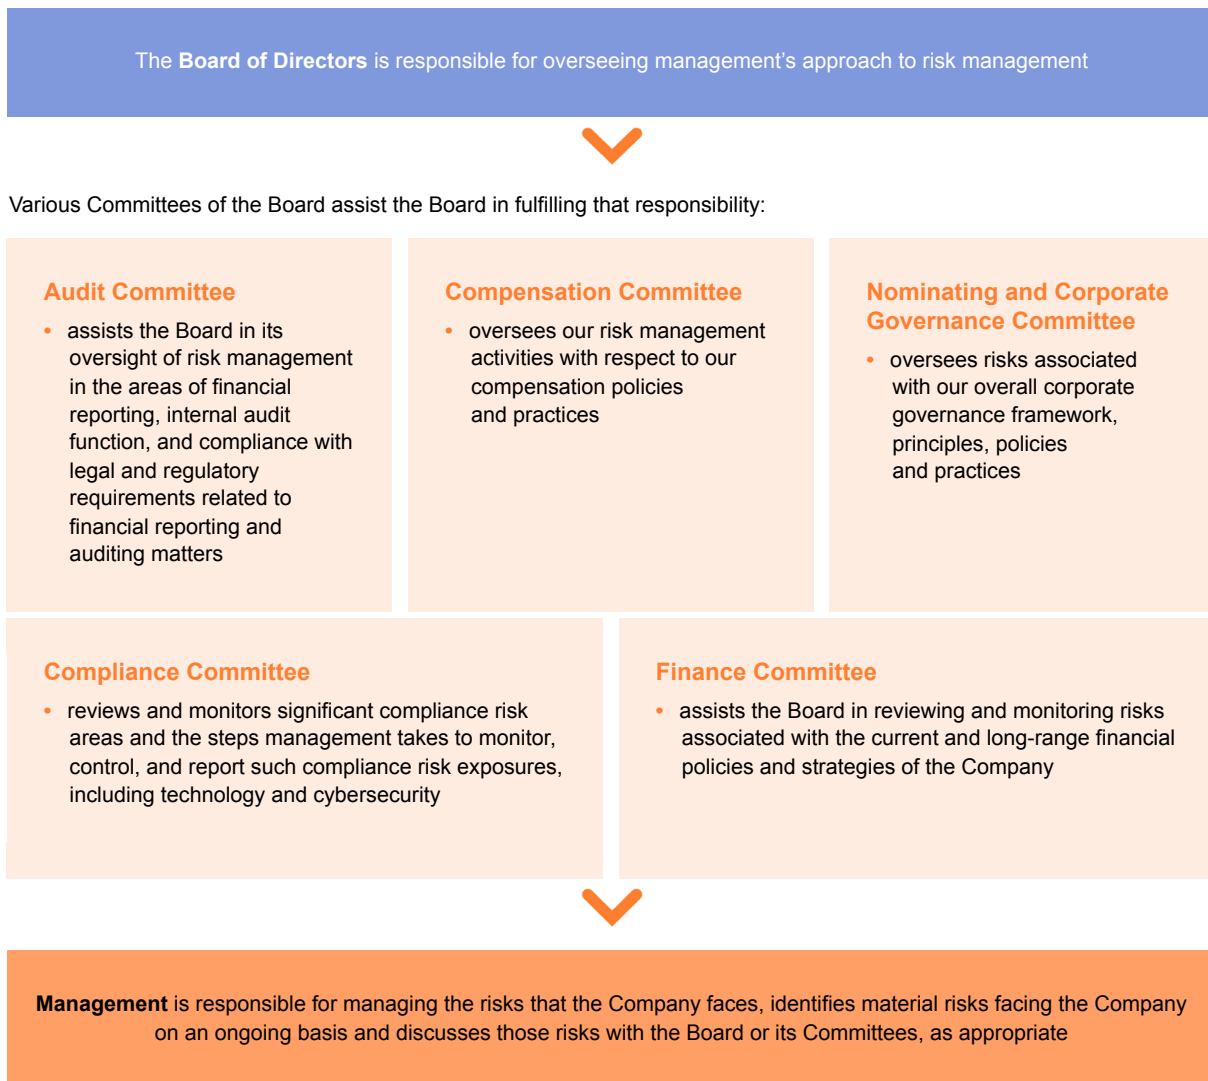 The Board of Directors is responsible for overseeing management’s approach to risk management
Various Committees of the Board assist the Board in fulfilling that responsibility:
Audit Committee
• assists the Board in its
oversight of risk management
in the areas of financial
reporting, internal audit
function, and compliance with
legal and regulatory
requirements related to
financial reporting and
auditing matters
Compensation Committee
• oversees our risk management
activities with respect to our
compensation policies
and practices
Nominating and Corporate
Governance Committee
• oversees risks associated
with our overall corporate
governance framework,
principles, policies
and practices
Compliance Committee
• reviews and monitors significant compliance risk
areas and the steps management takes to monitor,
control, and report such compliance risk exposures,
including technology and cybersecurity
Finance Committee
• assists the Board in reviewing and monitoring risks
associated with the current and long-range financial
policies and strategies of the Company
Management is responsible for managing the risks that the Company faces, identifies material risks facing the Company
on an ongoing basis and discusses those risks with the Board or its Committees, as appropriate